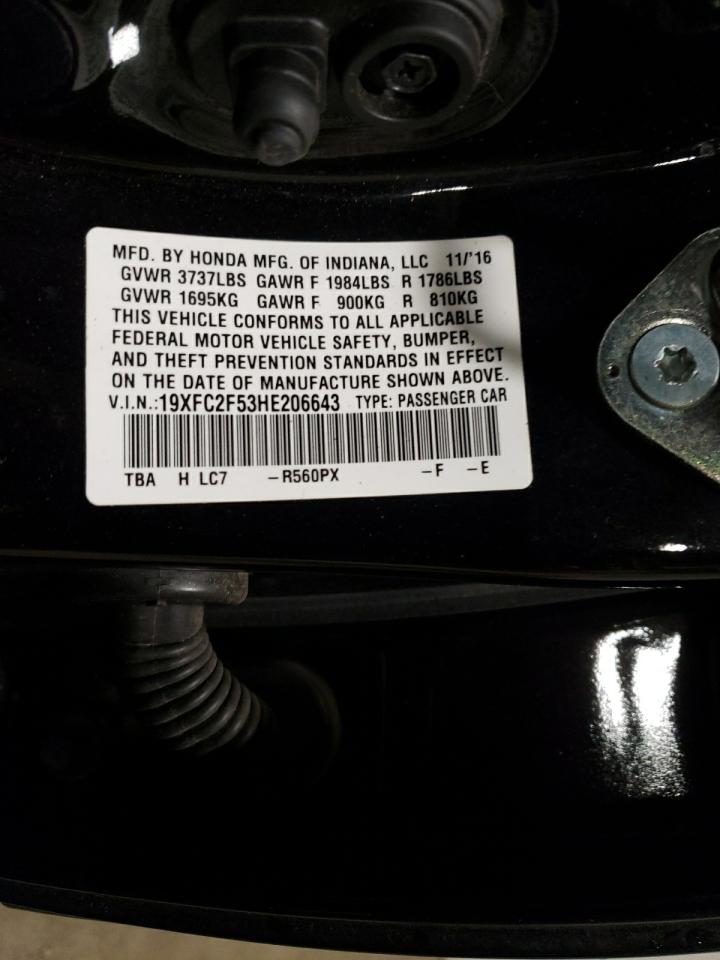 MFD. BY HONDA MFG. OF INDIANA, LLC 11/'16
GVWR 3737LBS GAWR F 1984LBS R 1786LBS
GVWR 1695KG GAWR F 900KG R 810KG
THIS VEHICLE CONFORMS TO ALL APPLICABLE
FEDERAL MOTOR VEHICLE SAFETY, BUMPER,
AND THEFT PREVENTION STANDARDS IN EFFECT
ON THE DATE OF MANUFACTURE SHOWN ABOVE.
V.I.N.:19XFC2F53HE206643 TYPE: PASSENGER CAR
TBA H LC7 -R560PX -F -E